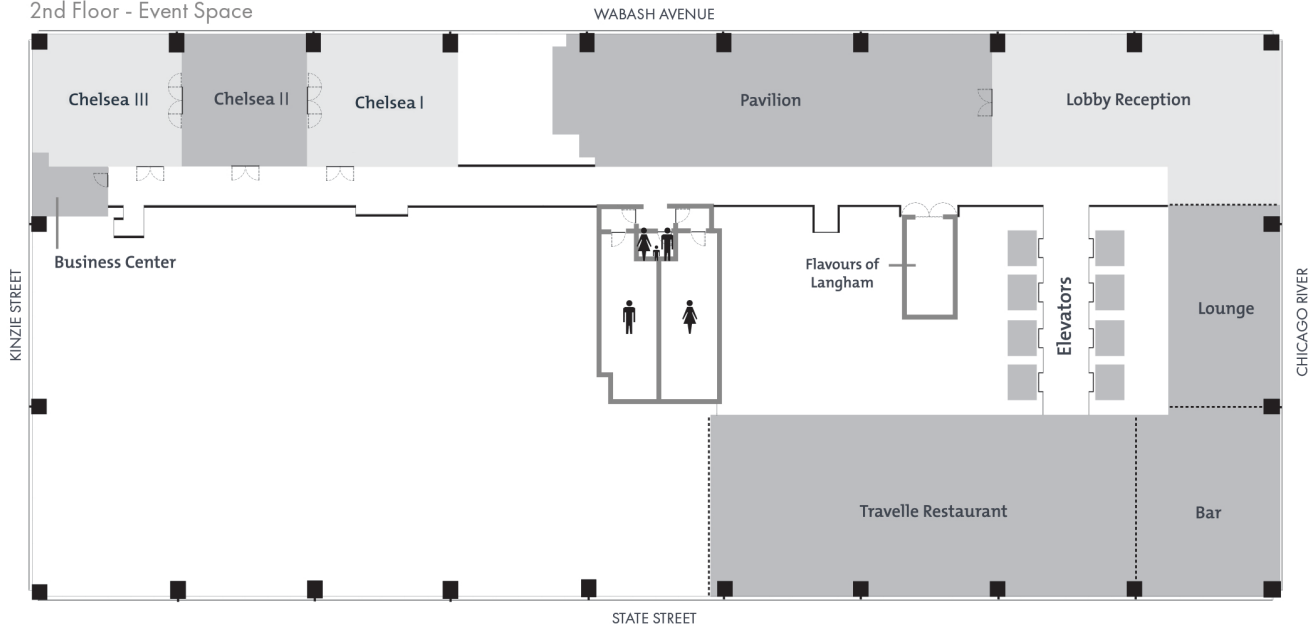 2nd Floor - Event Space
WABASH AVENUE
Chelsea III
Chelsea II
Chelsea I
Pavilion
Lobby Reception
Business Center
Flavours of
Langham
Elevators
Lounge
KINZIE STREET
CHICAGO RIVER
Travelle Restaurant
Bar
STATE STREET